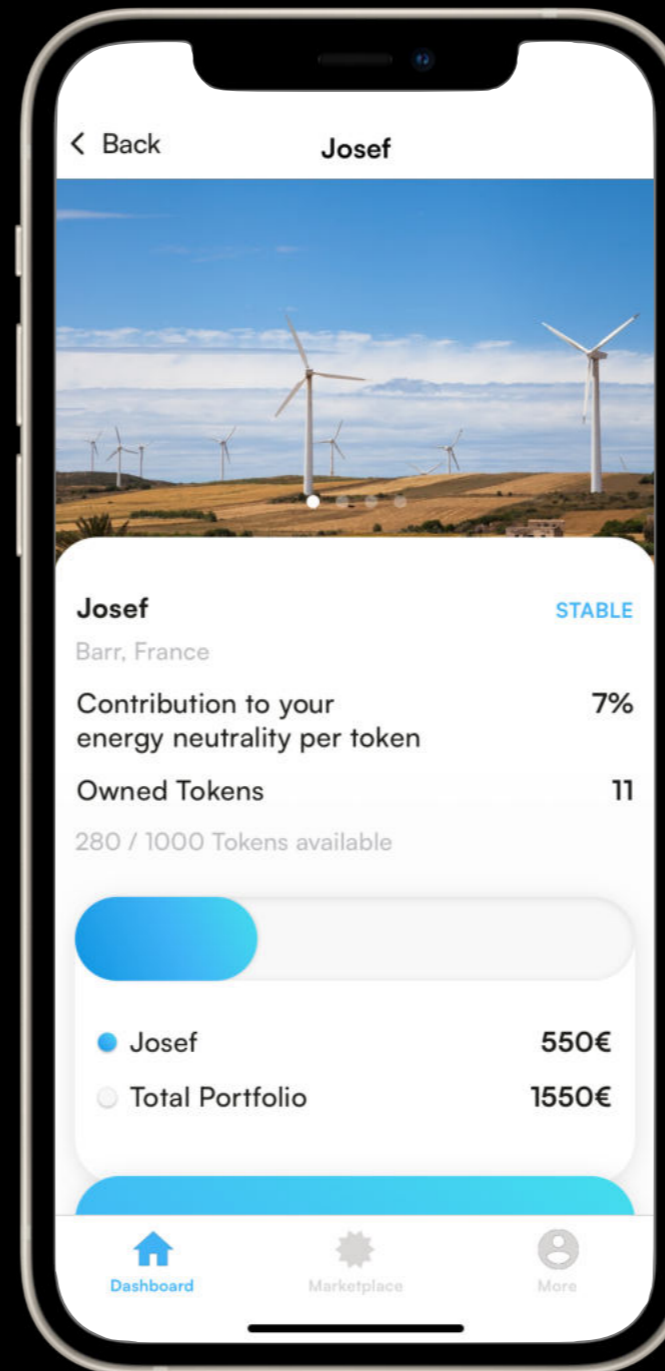 Back
Josef
Josef
STABLE
Barr, France
Contribution to your
energy neutrality per token
7%
Owned Tokens
11
280 / 1000 Tokens available
Josef
550€
Total Portfolio
1550€
Dashboard
Marketplace
More